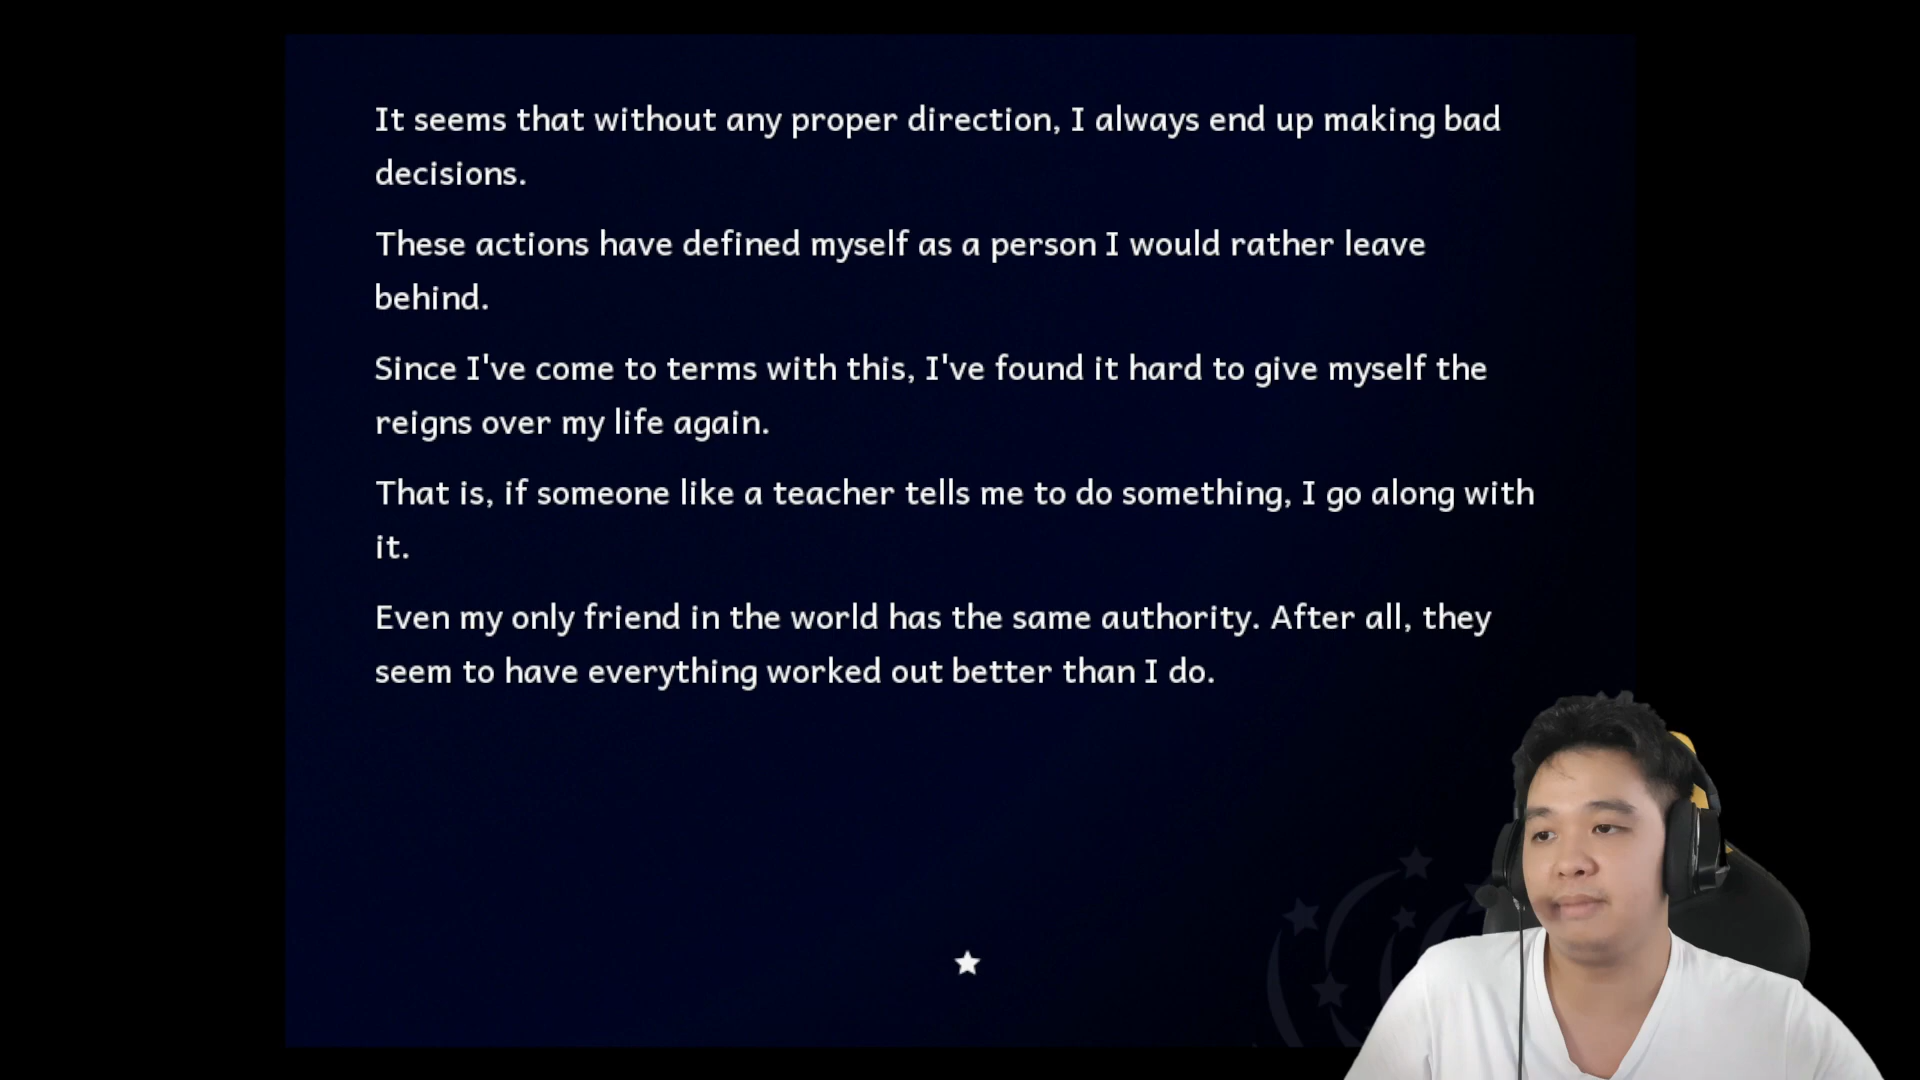 It seems that without any proper direction, I always end up making bad
decisions.
These actions have defined myself as a person I would rather leave
behind.
Since I've come to terms with this, I've found it hard to give myself the
reigns over my life again.
That is, if someone like a teacher tells me to do something, I go along with
it.
Even my only friend in the world has the same authority. After all, they
seem to have everything worked out better than I do.